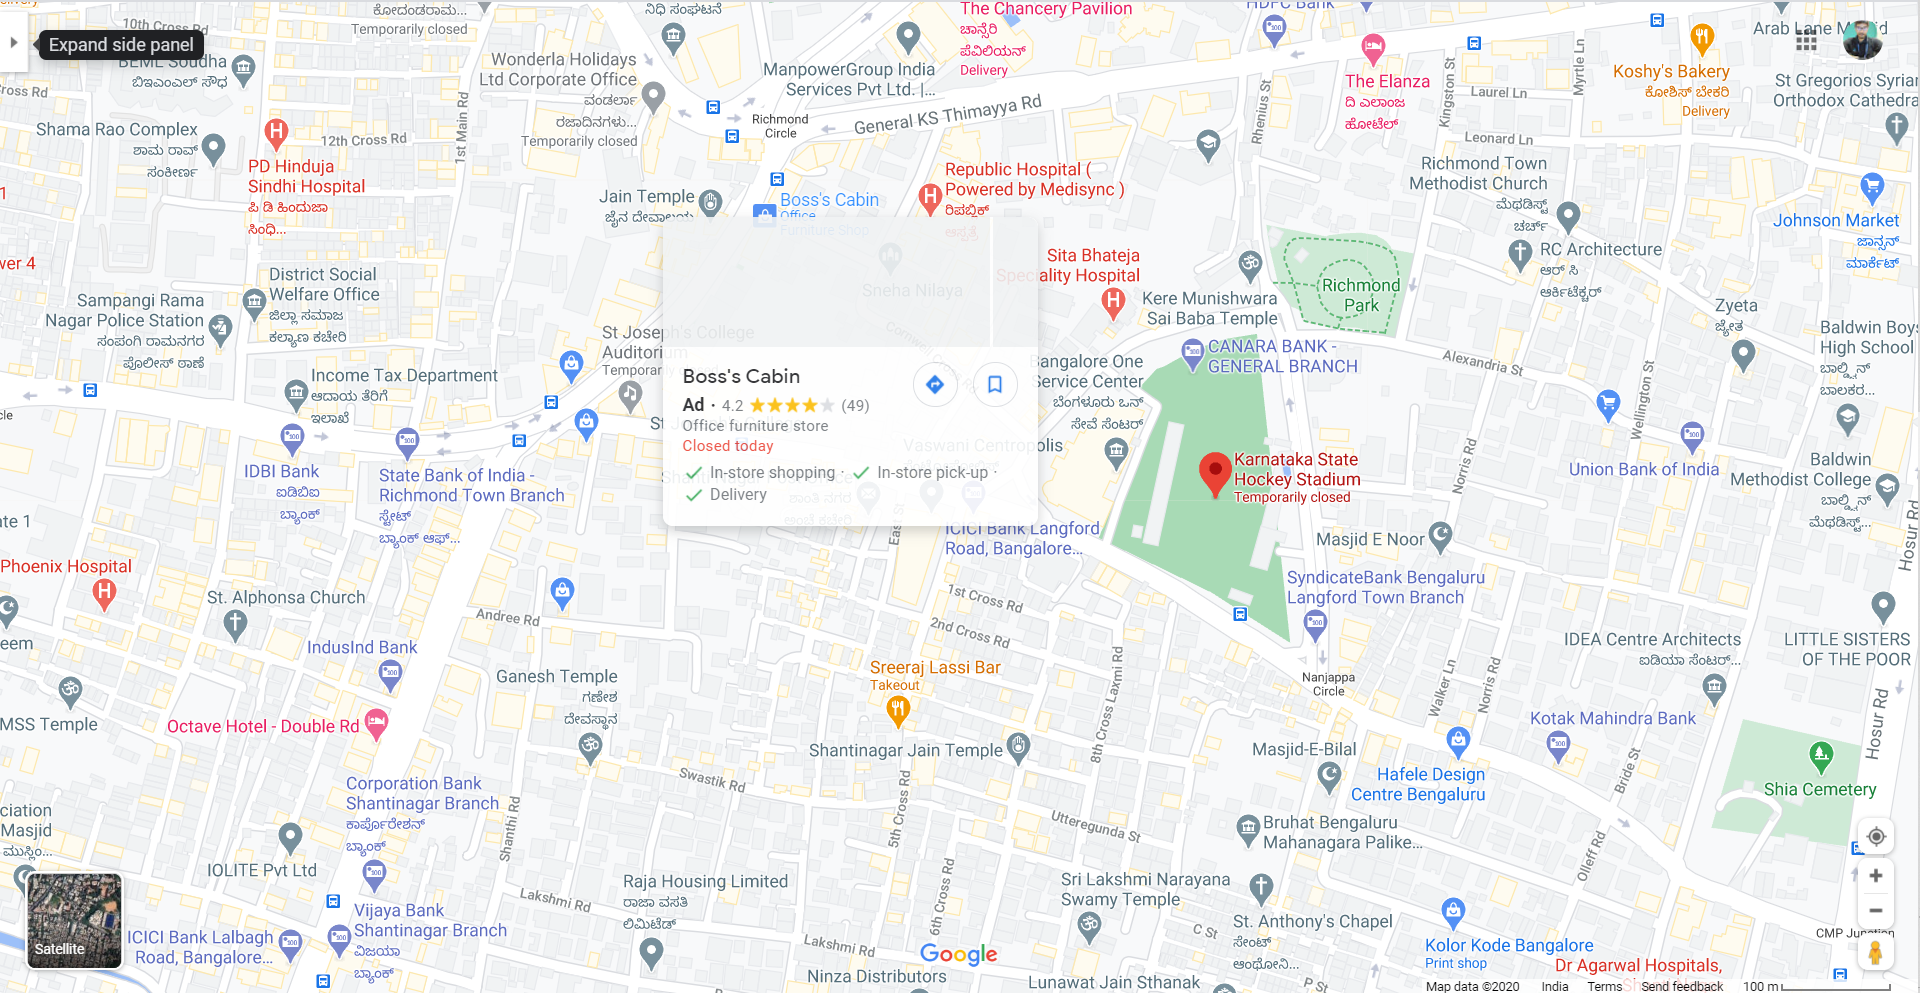 Expand side panel
10th Cross Rd
ಕೋದಂಡರಾಮ...
Temporarily closed
ನಿಧಿ ಸಂಘಟನೆ
The Chancery Pavilion
ಚಾನ್ಸೆರಿ
ಪೆವಿಲಿಯನ್
Delivery
HDFC Bank
BEML Soudha
ಬಿಇಎಂಎಲ್ ಸೌಧ
Cross Rd
Wonderla Holidays
Ltd Corporate Office
ವಂಡರ್ಲಾ
ರಜಾದಿನಗಳು...
Temporarily closed
ManpowerGroup India
Services Pvt Ltd. |...
Richmond
Circle
General KS Thimayya Rd
The Elanza
ದಿ ಎಲಾಂಜ
ಹೋಟೆಲ್
Rhenius St
Kingston St
Myrtle Ln
Laurel Ln
Leonard Ln
Koshy's Bakery
ಕೋಶಿಸ್ ಬೇಕರಿ
Delivery
St Gregorios Syrian
Orthodox Cathedra
Shama Rao Complex
ಶಾಮ ರಾವ್
ಸಂಕೀರ್ಣ
PD Hinduja
Sindhi Hospital
ಪಿ ಡಿ ಹಿಂದುಜಾ
ಸಿಂಧಿ...
12th Cross Rd
1st Main Rd
Jain Temple
ಜೈನ ದೇವಾಲಯ
Boss's Cabin
Office
Furniture Shop
Republic Hospital (
Powered by Medisync )
ರಿಪಬ್ಲಿಕ್
ಆಸ್ಪತ್ರೆ
Richmond Town
Methodist Church
ಮೆಥಡಿಸ್ಟ್
ಚರ್ಚ್
Johnson Market
ಜಾನ್ಸನ್
ಮಾರ್ಕೆಟ್
RC Architecture
ಆರ್ ಸಿ
ಆರ್ಕಿಟೆಕ್ಚರ್
wer 4
District Social
Welfare Office
ಜಿಲ್ಲಾ ಸಮಾಜ
ಕಲ್ಯಾಣ ಕಚೇರಿ
Sampangi Rama
Nagar Police Station
ಸಂಪಂಗಿ ರಾಮನಗರ
ಪೊಲೀಸ್ ಠಾಣೆ
Sneha Nilaya
Sita Bhateja
Speciality Hospital
Kere Munishwara
Sai Baba Temple
Richmond
Park
Zyeta
ಜ್ಯೇತ
Baldwin Boys
High School
ಬಾಲ್ಡ್ವಿನ್
ಬಾಲಕರ...
St Joseph's College
Auditorium
CANARA BANK -
GENERAL BRANCH
Alexandria St
Wellington St
Income Tax Department
ಆದಾಯ ತೆರಿಗೆ
ಇಲಾಖೆ
Boss's Cabin
Ad · 4.2 (49)
Office furniture store
Closed today
In-store shopping · In-store pick-up ·
Delivery
Bangalore One
Service Center
ಬೆಂಗಳೂರು ಒನ್
ಸೇವೆ ಸೆಂಟರ್
Vaswani Centropolis
IDBI Bank
ಐಡಿಬಿಐ
ಬ್ಯಾಂಕ್
State Bank of India -
Richmond Town Branch
ಸ್ಟೇಟ್
ಬ್ಯಾಂಕ್ ಆಫ್...
Karnataka State
Hockey Stadium
Temporarily closed
Norris Rd
Union Bank of India
Baldwin
Methodist College
ಬಾಲ್ಡ್ವಿನ್
ಮೆಥಡಿಸ್ಟ್...
Hosur Rd
ate 1
ICICI Bank Langford
Road, Bangalore...
Masjid E Noor
Phoenix Hospital
St. Alphonsa Church
Andree Rd
1st Cross Rd
2nd Cross Rd
SyndicateBank Bengaluru
Langford Town Branch
eem
IndusInd Bank
Ganesh Temple
ಗಣೇಶ
ದೇವಸ್ಥಾನ
Sreeraj Lassi Bar
Takeout
8th Cross Laxmi Rd
Nanjappa
Circle
Walker Ln
Norris Rd
IDEA Centre Architects
ಐಡಿಯಾ ಸೆಂಟರ್...
LITTLE SISTERS
OF THE POOR
MSS Temple
Octave Hotel - Double Rd
Shantinagar Jain Temple
Masjid-E-Bilal
Hafele Design
Centre Bengaluru
Kotak Mahindra Bank
Bride St
Hosur Rd
Shia Cemetery
Corporation Bank
Shantinagar Branch
ಕಾರ್ಪೊರೇಶನ್
ಬ್ಯಾಂಕ್
Swastik Rd
Shanthi Rd
5th Cross Rd
Utteregunda St
Bruhat Bengaluru
Mahanagara Palike...
Olleff Rd
ciation
Masjid
ಮುಸ್ಲಿಂ...
IOLITE Pvt Ltd
Raja Housing Limited
ರಾಜಾ ವಸತಿ
ಲಿಮಿಟೆಡ್
Lakshmi Rd
6th Cross Rd
Sri Lakshmi Narayana
Swamy Temple
St. Anthony's Chapel
ಸೇಂಟ್
ಆಂಥೋನಿ...
C St
Satellite
ICICI Bank Lalbagh
Road, Bangalore...
Vijaya Bank
Shantinagar Branch
ವಿಜಯಾ
ಬ್ಯಾಂಕ್
Lakshmi Rd
Google
Ninza Distributors
Lunawat Jain Sthanak
P St
Kolor Kode Bangalore
Print shop
Dr Agarwal Hospitals,
CMP Junction
Map data ©2020 India Terms Send feedback 100 m